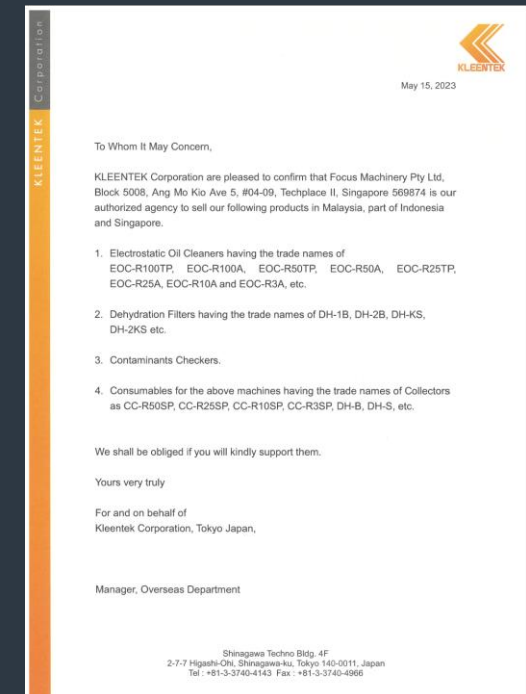 KLEENTEK Corporation
KLEENTEK
May 15, 2023
To Whom It May Concern,
KLEENTEK Corporation are pleased to confirm that Focus Machinery Pty Ltd,
Block 5008, Ang Mo Kio Ave 5, #04-09, Techplace II, Singapore 569874 is our
authorized agency to sell our following products in Malaysia, part of Indonesia
and Singapore.
1. Electrostatic Oil Cleaners having the trade names of
EOC-R100TP, EOC-R100A, EOC-R50TP, EOC-R50A, EOC-R25TP,
EOC-R25A, EOC-R10A and EOC-R3A, etc.
2. Dehydration Filters having the trade names of DH-1B, DH-2B, DH-KS,
DH-2KS etc.
3. Contaminants Checkers.
4. Consumables for the above machines having the trade names of Collectors
as CC-R50SP, CC-R25SP, CC-R10SP, CC-R3SP, DH-B, DH-S, etc.
We shall be obliged if you will kindly support them.
Yours very truly
For and on behalf of
Kleentek Corporation, Tokyo Japan,
Manager, Overseas Department
Shinagawa Techno Bldg. 4F
2-7-7 Higashi-Ohi, Shinagawa-ku, Tokyo 140-0011, Japan
Tel : +81-3-3740-4143 Fax : +81-3-3740-4966